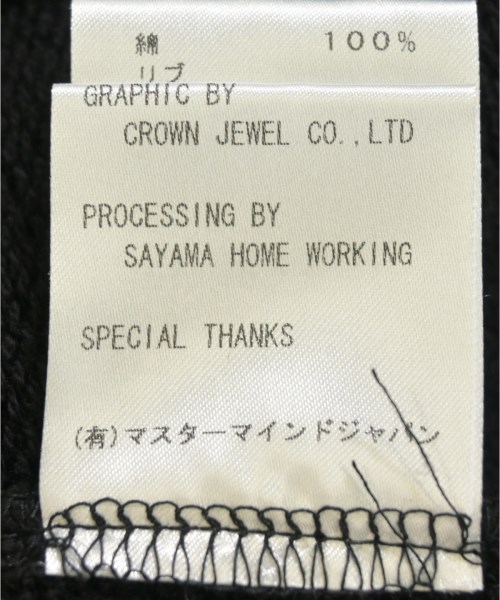 綿 100%
リブ
GRAPHIC BY
CROWN JEWEL CO.,LTD
PROCESSING BY
SAYAMA HOME WORKING
SPECIAL THANKS
(有)マスターマインドジャパン